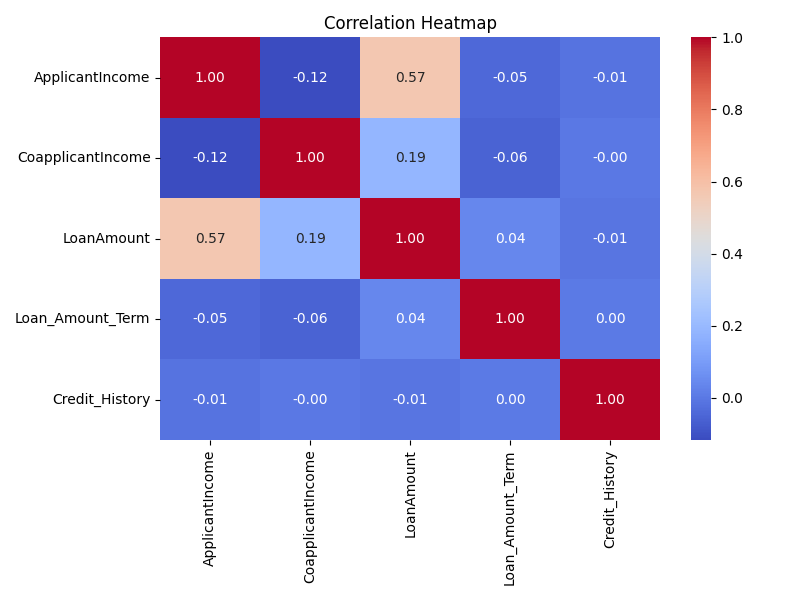 Correlation Heatmap
ApplicantIncome 1.00 -0.12 0.57 -0.05 -0.01
CoapplicantIncome -0.12 1.00 0.19 -0.06 -0.00
LoanAmount 0.57 0.19 1.00 0.04 -0.01
Loan_Amount_Term -0.05 -0.06 0.04 1.00 0.00
Credit_History -0.01 -0.00 -0.01 0.00 1.00
ApplicantIncome
CoapplicantIncome
LoanAmount
Loan_Amount_Term
Credit_History
1.0
0.8
0.6
0.4
0.2
0.0